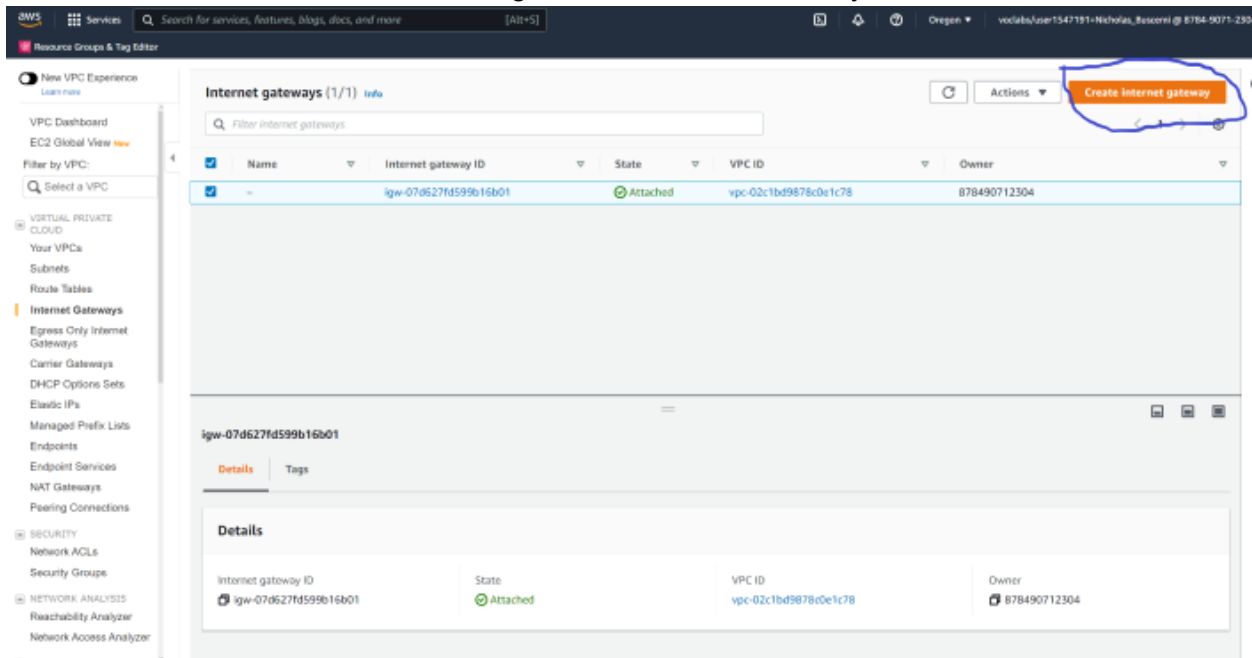 aws Services Search for services, features, blogs, docs, and more [Alt+S] Oregon ▼
Resource Groups & Tag Editor
New VPC Experience
Learn more
VPC Dashboard
EC2 Global View New
Filter by VPC:
Select a VPC
VIRTUAL PRIVATE
CLOUD
Your VPCs
Subnets
Route Tables
Internet Gateways
Egress Only Internet
Gateways
Carrier Gateways
DHCP Options Sets
Elastic IPs
Managed Prefix Lists
Endpoints
Endpoint Services
NAT Gateways
Peering Connections
SECURITY
Network ACLs
Security Groups
NETWORK ANALYSIS
Reachability Analyzer
Network Access Analyzer
Internet gateways (1/1) Info
Actions ▼ Create internet gateway
Filter internet gateways
1
Name Internet gateway ID State VPC ID Owner
– igw-07d627fd599b16b01 Attached vpc-02c1bd9878c0e1c78 878490712304
igw-07d627fd599b16b01
Details Tags
Details
Internet gateway ID State VPC ID Owner
igw-07d627fd599b16b01 Attached vpc-02c1bd9878c0e1c78 878490712304